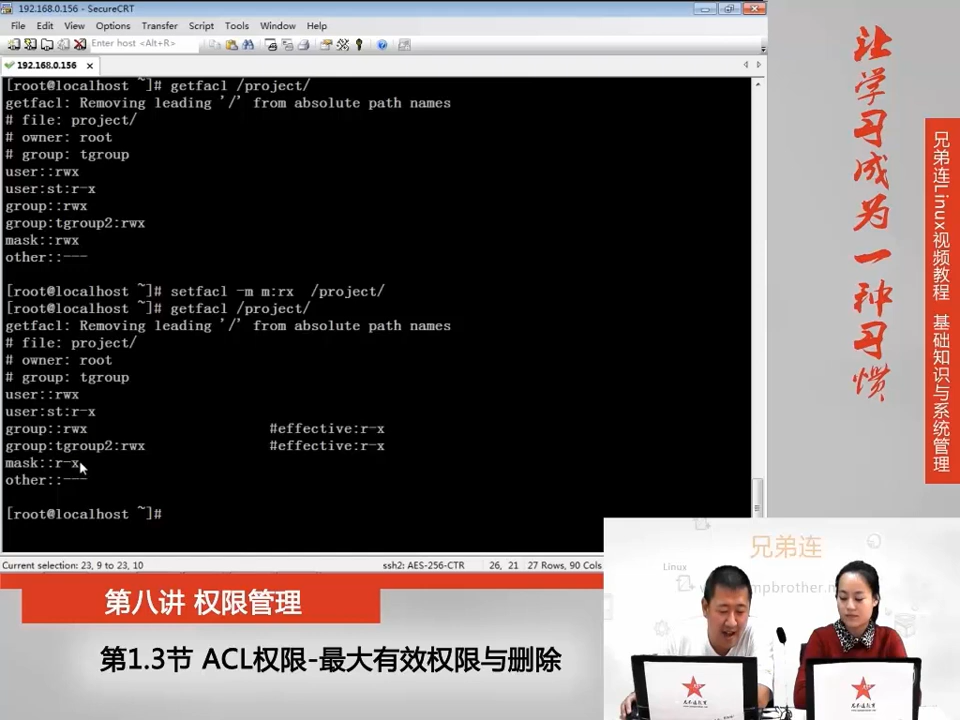 192.168.0.156 - SecureCRT
File Edit View Options Transfer Script Tools Window Help
Enter host <Alt+R>
192.168.0.156
[root@localhost ~]# getfacl /project/
getfacl: Removing leading '/' from absolute path names
# file: project/
# owner: root
# group: tgroup
user::rwx
user:st:r-x
group::rwx
group:tgroup2:rwx
mask::rwx
other::---
[root@localhost ~]# setfacl -m m:rx  /project/
[root@localhost ~]# getfacl /project/
getfacl: Removing leading '/' from absolute path names
# file: project/
# owner: root
# group: tgroup
user::rwx
user:st:r-x
group::rwx #effective:r-x
group:tgroup2:rwx #effective:r-x
mask::r-x
other::---
[root@localhost ~]#
Current selection: 23, 9 to 23, 10 ssh2: AES-256-CTR 26, 21 27 Rows, 90 Cols
让学习成为一种习惯
兄弟连Linux视频教程 基础知识与系统管理
第八讲 权限管理
第1.3节 ACL权限-最大有效权限与删除
兄弟连
Linux